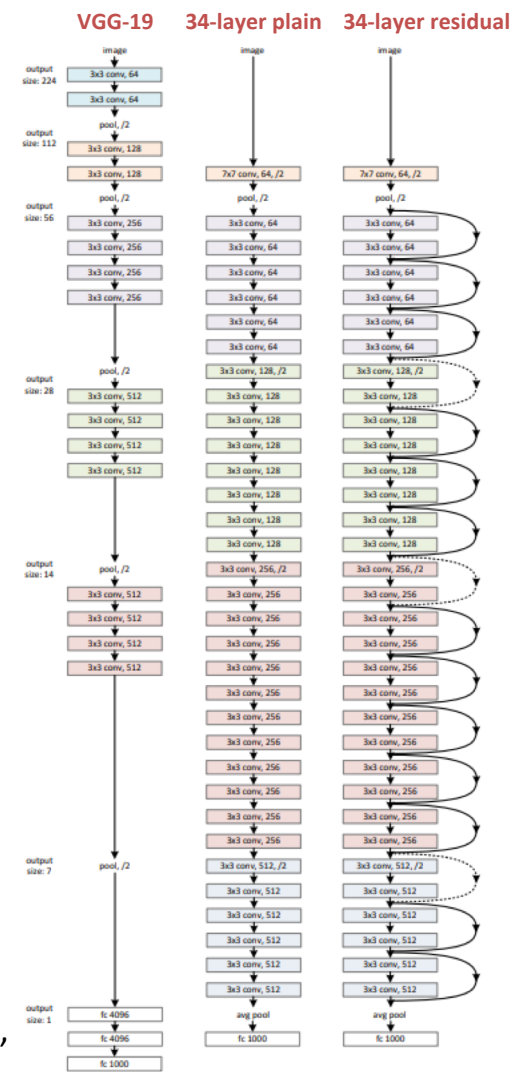 VGG-19
34-layer plain
34-layer residual
output
size: 224
output
size: 112
output
size: 56
output
size: 28
output
size: 14
output
size: 7
output
size: 1
,
image
3x3 conv, 64
3x3 conv, 64
pool, /2
3x3 conv, 128
3x3 conv, 128
pool, /2
3x3 conv, 256
3x3 conv, 256
3x3 conv, 256
3x3 conv, 256
pool, /2
3x3 conv, 512
3x3 conv, 512
3x3 conv, 512
3x3 conv, 512
pool, /2
3x3 conv, 512
3x3 conv, 512
3x3 conv, 512
3x3 conv, 512
pool, /2
fc 4096
fc 4096
fc 1000
image
7x7 conv, 64, /2
pool, /2
3x3 conv, 64
3x3 conv, 64
3x3 conv, 64
3x3 conv, 64
3x3 conv, 64
3x3 conv, 64
3x3 conv, 128, /2
3x3 conv, 128
3x3 conv, 128
3x3 conv, 128
3x3 conv, 128
3x3 conv, 128
3x3 conv, 128
3x3 conv, 128
3x3 conv, 256, /2
3x3 conv, 256
3x3 conv, 256
3x3 conv, 256
3x3 conv, 256
3x3 conv, 256
3x3 conv, 256
3x3 conv, 256
3x3 conv, 256
3x3 conv, 256
3x3 conv, 256
3x3 conv, 256
3x3 conv, 512, /2
3x3 conv, 512
3x3 conv, 512
3x3 conv, 512
3x3 conv, 512
3x3 conv, 512
avg pool
fc 1000
image
7x7 conv, 64, /2
pool, /2
3x3 conv, 64
3x3 conv, 64
3x3 conv, 64
3x3 conv, 64
3x3 conv, 64
3x3 conv, 64
3x3 conv, 128, /2
3x3 conv, 128
3x3 conv, 128
3x3 conv, 128
3x3 conv, 128
3x3 conv, 128
3x3 conv, 128
3x3 conv, 128
3x3 conv, 256, /2
3x3 conv, 256
3x3 conv, 256
3x3 conv, 256
3x3 conv, 256
3x3 conv, 256
3x3 conv, 256
3x3 conv, 256
3x3 conv, 256
3x3 conv, 256
3x3 conv, 256
3x3 conv, 256
3x3 conv, 512, /2
3x3 conv, 512
3x3 conv, 512
3x3 conv, 512
3x3 conv, 512
3x3 conv, 512
avg pool
fc 1000